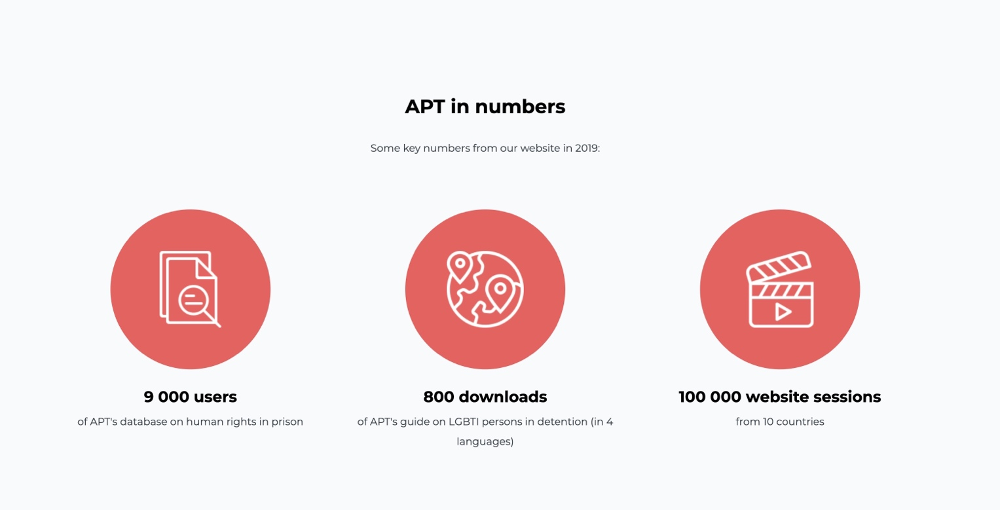 APT in numbers
Some key numbers from our website in 2019:
9 000 users
of APT's database on human rights in prison
800 downloads
of APT's guide on LGBTI persons in detention (in 4
languages)
100 000 website sessions
from 10 countries